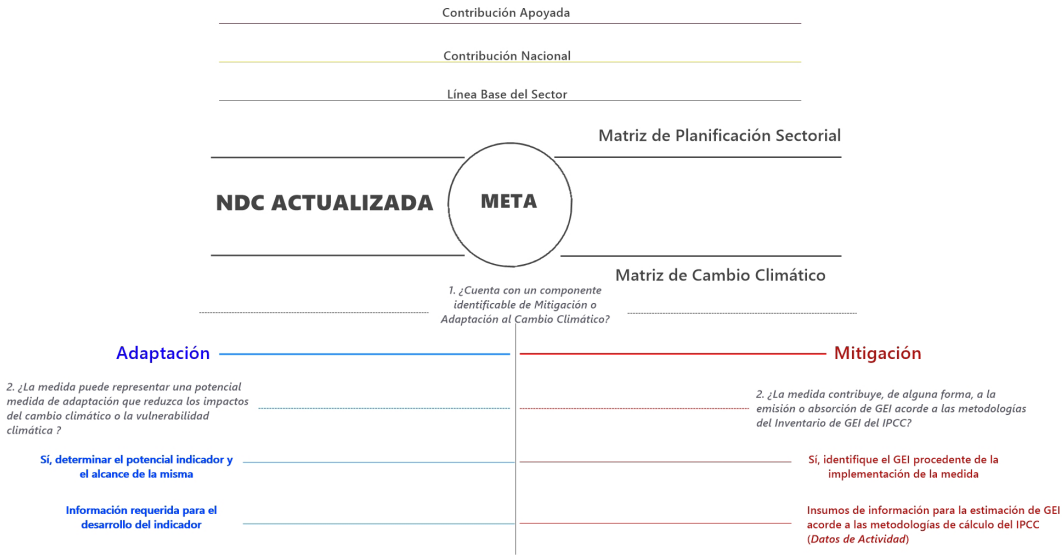 Contribución Apoyada
Contribución Nacional
Línea Base del Sector
Matriz de Planificación Sectorial
NDC ACTUALIZADA
META
Matriz de Cambio Climático
1. ¿Cuenta con un componente
identificable de Mitigación o
Adaptación al Cambio Climático?
Adaptación
Mitigación
2. ¿La medida puede representar una potencial
medida de adaptación que reduzca los impactos
del cambio climático o la vulnerabilidad
climática ?
2. ¿La medida contribuye, de alguna forma, a la
emisión o absorción de GEI acorde a las metodologías
del Inventario de GEI del IPCC?
Sí, determinar el potencial indicador y
el alcance de la misma
Sí, identifique el GEI procedente de la
implementación de la medida
Información requerida para el
desarrollo del indicador
Insumos de información para la estimación de GEI
acorde a las metodologías de cálculo del IPCC
(Datos de Actividad)